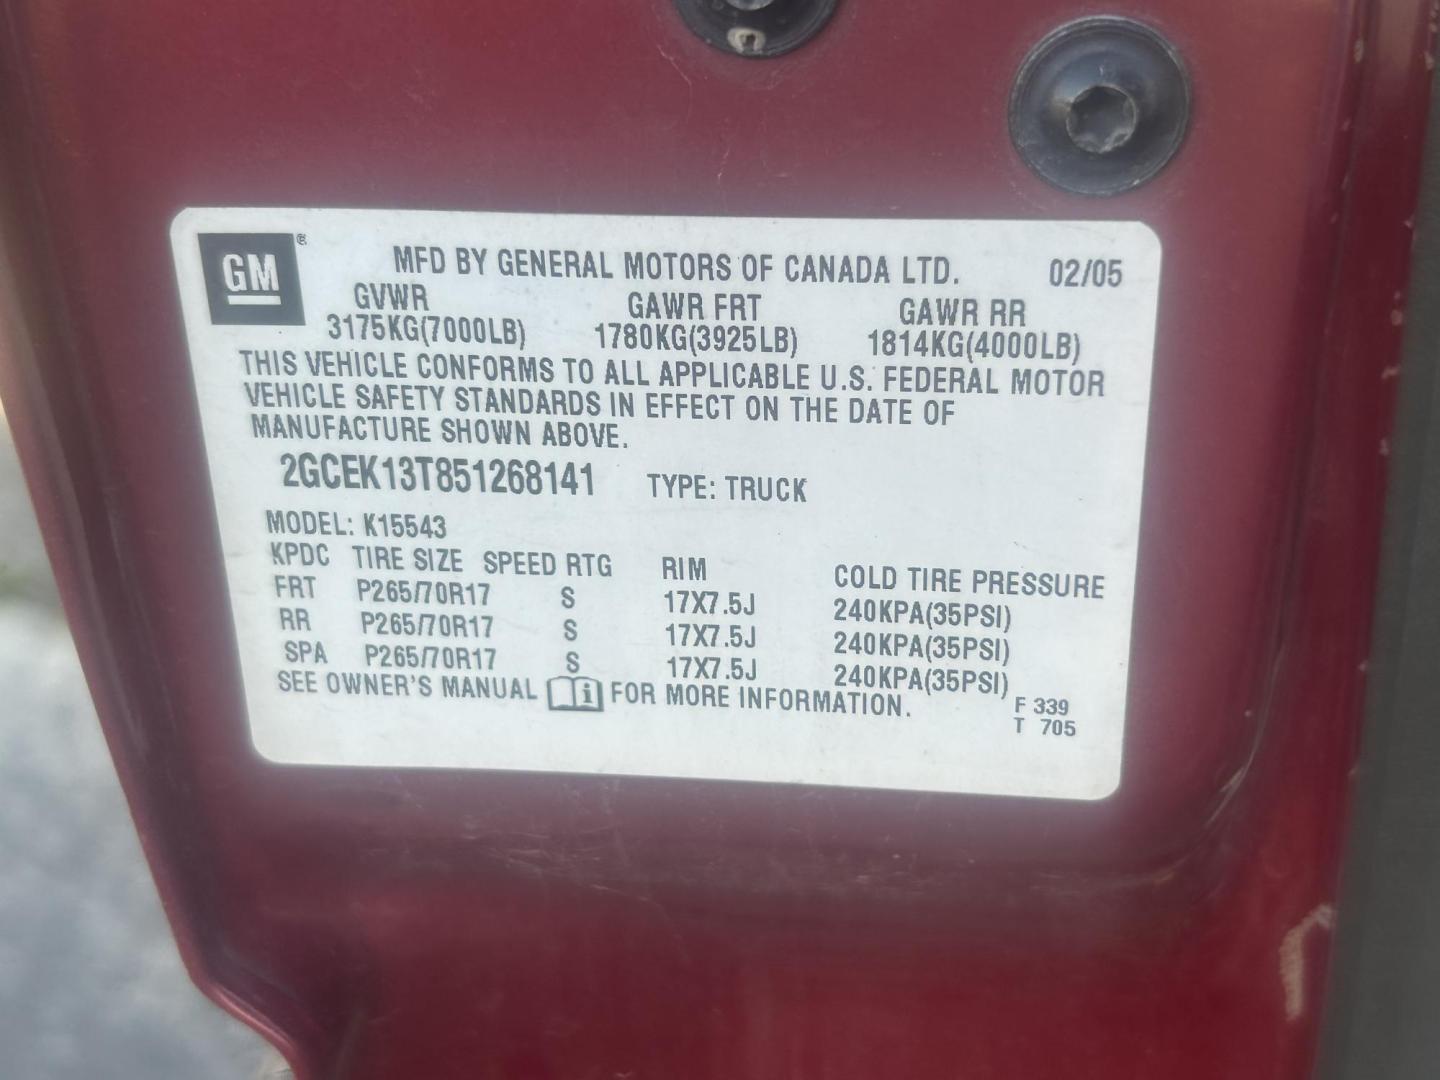 GM®
MFD BY GENERAL MOTORS OF CANADA LTD. 02/05
GVWR GAWR FRT GAWR RR
3175KG(7000LB) 1780KG(3925LB) 1814KG(4000LB)
THIS VEHICLE CONFORMS TO ALL APPLICABLE U.S. FEDERAL MOTOR
VEHICLE SAFETY STANDARDS IN EFFECT ON THE DATE OF
MANUFACTURE SHOWN ABOVE.
2GCEK13T851268141 TYPE: TRUCK
MODEL: K15543
KPDC TIRE SIZE SPEED RTG RIM COLD TIRE PRESSURE
FRT P265/70R17 S 17X7.5J 240KPA(35PSI)
RR P265/70R17 S 17X7.5J 240KPA(35PSI)
SPA P265/70R17 S 17X7.5J 240KPA(35PSI)
SEE OWNER'S MANUAL i FOR MORE INFORMATION.
F 339
T 705